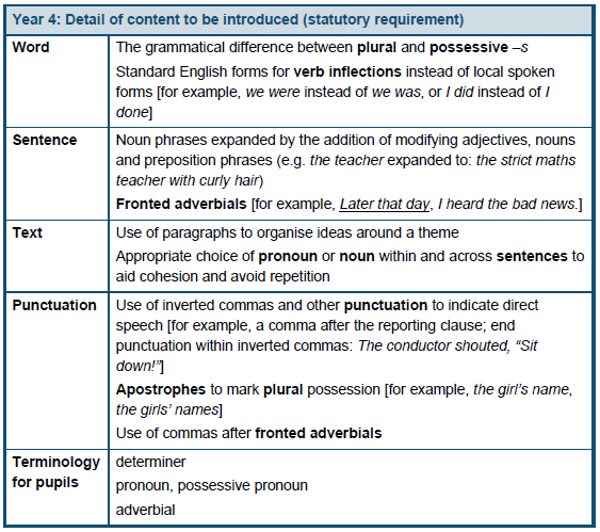 Year 4: Detail of content to be introduced (statutory requirement)
Word
The grammatical difference between plural and possessive –s
Standard English forms for verb inflections instead of local spoken
forms [for example, we were instead of we was, or I did instead of I
done]
Sentence
Noun phrases expanded by the addition of modifying adjectives, nouns
and preposition phrases (e.g. the teacher expanded to: the strict maths
teacher with curly hair)
Fronted adverbials [for example, Later that day, I heard the bad news.]
Text
Use of paragraphs to organise ideas around a theme
Appropriate choice of pronoun or noun within and across sentences to
aid cohesion and avoid repetition
Punctuation
Use of inverted commas and other punctuation to indicate direct
speech [for example, a comma after the reporting clause; end
punctuation within inverted commas: The conductor shouted, “Sit
down!”]
Apostrophes to mark plural possession [for example, the girl’s name,
the girls’ names]
Use of commas after fronted adverbials
Terminology
for pupils
determiner
pronoun, possessive pronoun
adverbial